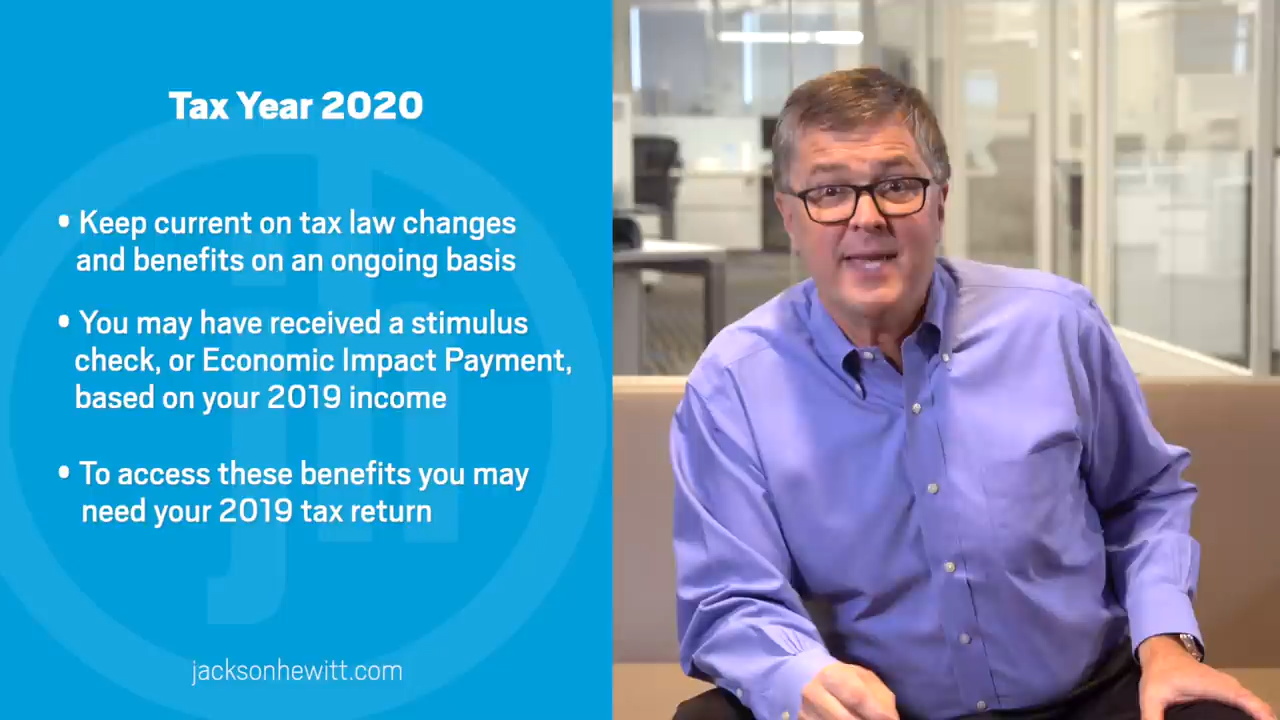 Tax Year 2020
• Keep current on tax law changes
and benefits on an ongoing basis
• You may have received a stimulus
check, or Economic Impact Payment,
based on your 2019 income
• To access these benefits you may
need your 2019 tax return
jh
jacksonhewitt.com